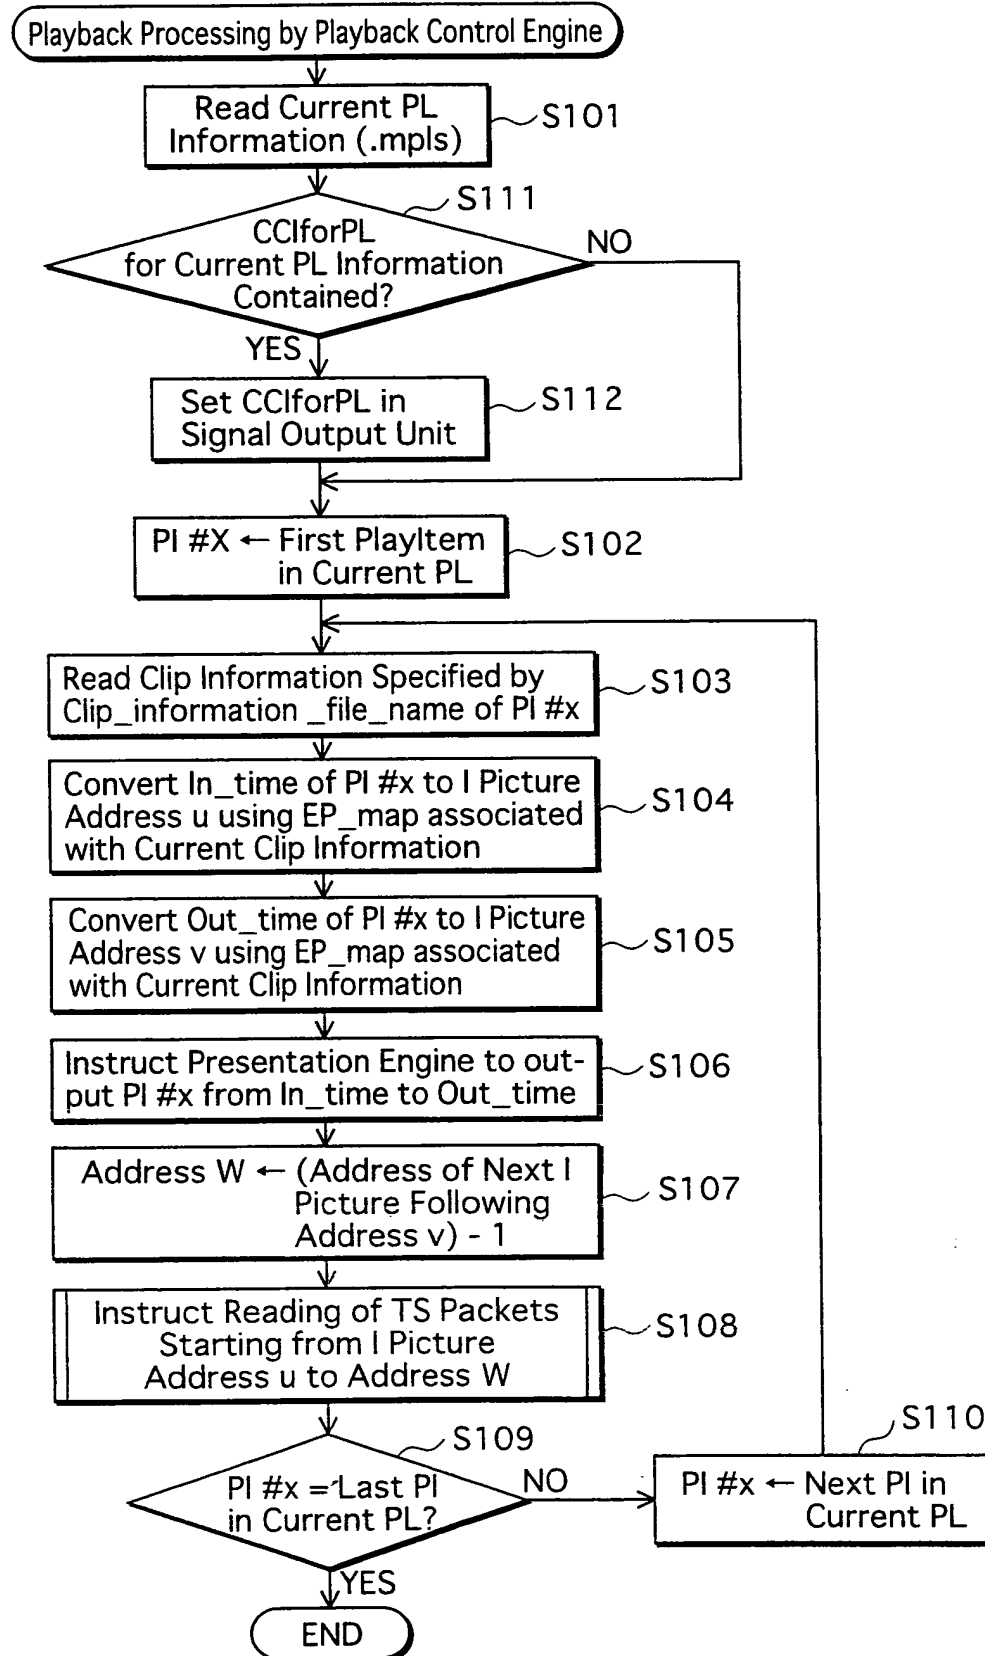 Playback Processing by Playback Control Engine
Read Current PL
Information (.mpls)
S101
S111
CCIforPL
for Current PL Information
Contained?
NO
YES
Set CCIforPL in
Signal Output Unit
S112
PI #X ← First PlayItem
in Current PL
S102
Read Clip Information Specified by
Clip_information _file_name of PI #x
S103
Convert In_time of PI #x to I Picture
Address u using EP_map associated
with Current Clip Information
S104
Convert Out_time of PI #x to I Picture
Address v using EP_map associated
with Current Clip Information
S105
Instruct Presentation Engine to out-
put PI #x from In_time to Out_time
S106
Address W ← (Address of Next I
Picture Following
Address v) - 1
S107
Instruct Reading of TS Packets
Starting from I Picture
Address u to Address W
S108
S109
PI #x = Last PI
in Current PL?
NO
S110
PI #x ← Next PI in
Current PL
YES
END